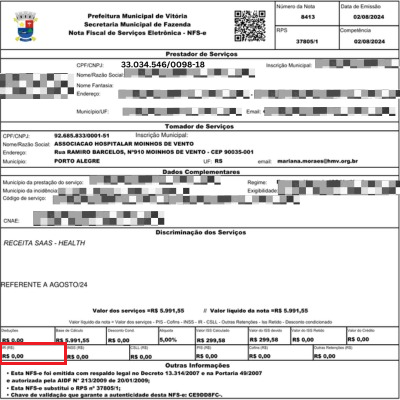 Prefeitura Municipal de Vitória
Secretaria Municipal de Fazenda
Nota Fiscal de Serviços Eletrônica - NFS-e
Número da Nota
8413
Data de Emissão
02/08/2024
RPS
37805/1
Competência
02/08/2024
Prestador de Serviços
CPF/CNPJ: 33.034.546/0098-18 Inscrição Municipal:
Nome/Razão Social:
Nome Fantasia:
Endereço:
Município/UF: Email:
Tomador de Serviços
CPF/CNPJ: 92.685.833/0001-51 Inscrição Municipal:
Nome/Razão Social: ASSOCIACAO HOSPITALAR MOINHOS DE VENTO
Endereço: Rua RAMIRO BARCELOS, Nº910 MOINHOS DE VENTO - CEP 90035-001
Município: PORTO ALEGRE UF: RS email: mariana.moraes@hmv.org.br
Dados Complementares
Município da prestação do serviço Regime:
Município da incidência Exigibilidade:
Código de serviço:
CNAE:
Discriminação dos Serviços
RECEITA SAAS - HEALTH
REFERENTE A AGOSTO/24
Valor dos serviços =R$ 5.991,55 // Valor líquido da nota = R$ 5.991,55
Valor líquido da nota = Valor dos serviços - PIS - Cofins - INSS - IR - CSLL - Outras Retenções - Iss Retido - Desconto condicionado
Deduções Base de Cálculo Desconto Cond. Alíquota Valor ISS Calculado Valor do ISS devido Valor do ISS Retido Valor do Crédito
R$ 0,00 R$ 5.991,55 R$ 0,00 5,00% R$ 299,58 R$ 299,58 R$ 0,00 R$ 0,00
IR (R$) INSS (R$) CSLL (R$) PIS (R$) Cofins (R$) Outras Retenções (R$)
R$ 0,00 R$ 0,00 R$ 0,00 R$ 0,00 R$ 0,00 R$ 0,00
Outras Informações
• Esta NFS-e foi emitida com respaldo legal no Decreto 13.314/2007 e na Portaria 49/2007
e autorizada pela AIDF Nº 213/2009 de 20/01/2009;
• Esta NFS-e substitui o RPS nº 37805/1;
• Chave de validação que garante a autenticidade desta NFS-e: CE9DD8FC-.